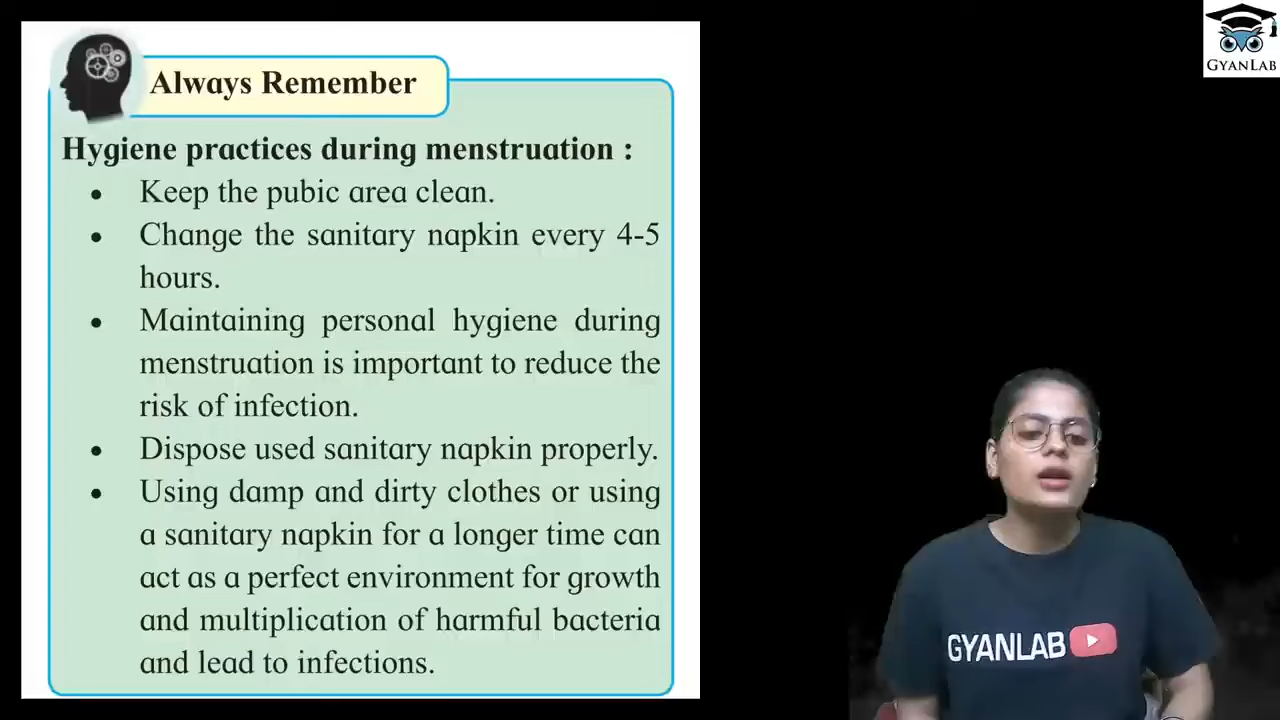 Always Remember
Hygiene practices during menstruation :
• Keep the pubic area clean.
• Change the sanitary napkin every 4-5
hours.
• Maintaining personal hygiene during
menstruation is important to reduce the
risk of infection.
• Dispose used sanitary napkin properly.
• Using damp and dirty clothes or using
a sanitary napkin for a longer time can
act as a perfect environment for growth
and multiplication of harmful bacteria
and lead to infections.
GYANLAB
GYANLAB